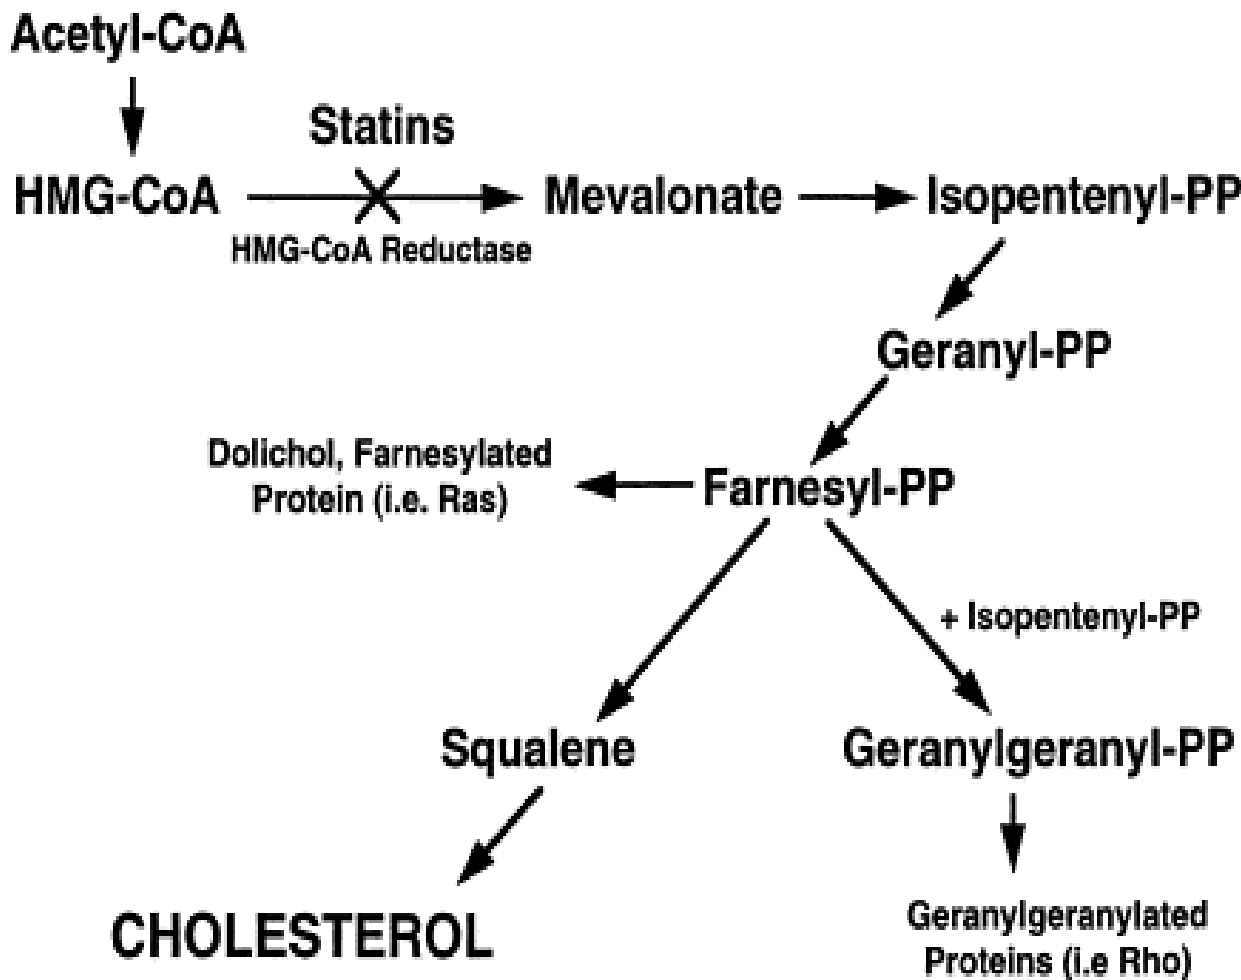 Acetyl-CoA
Statins
HMG-CoA
Mevalonate
Isopentenyl-PP
HMG-CoA Reductase
Geranyl-PP
Dolichol, Farnesylated
Protein (i.e. Ras)
Farnesyl-PP
+ Isopentenyl-PP
Squalene
Geranylgeranyl-PP
CHOLESTEROL
Geranylgeranylated
Proteins (i.e Rho)